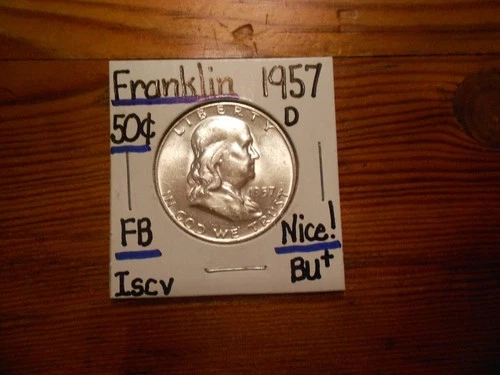 Franklin 1957
50¢ D
LIBERTY
1957
IN GOD WE TRUST
FB Nice!
Iscv BU+